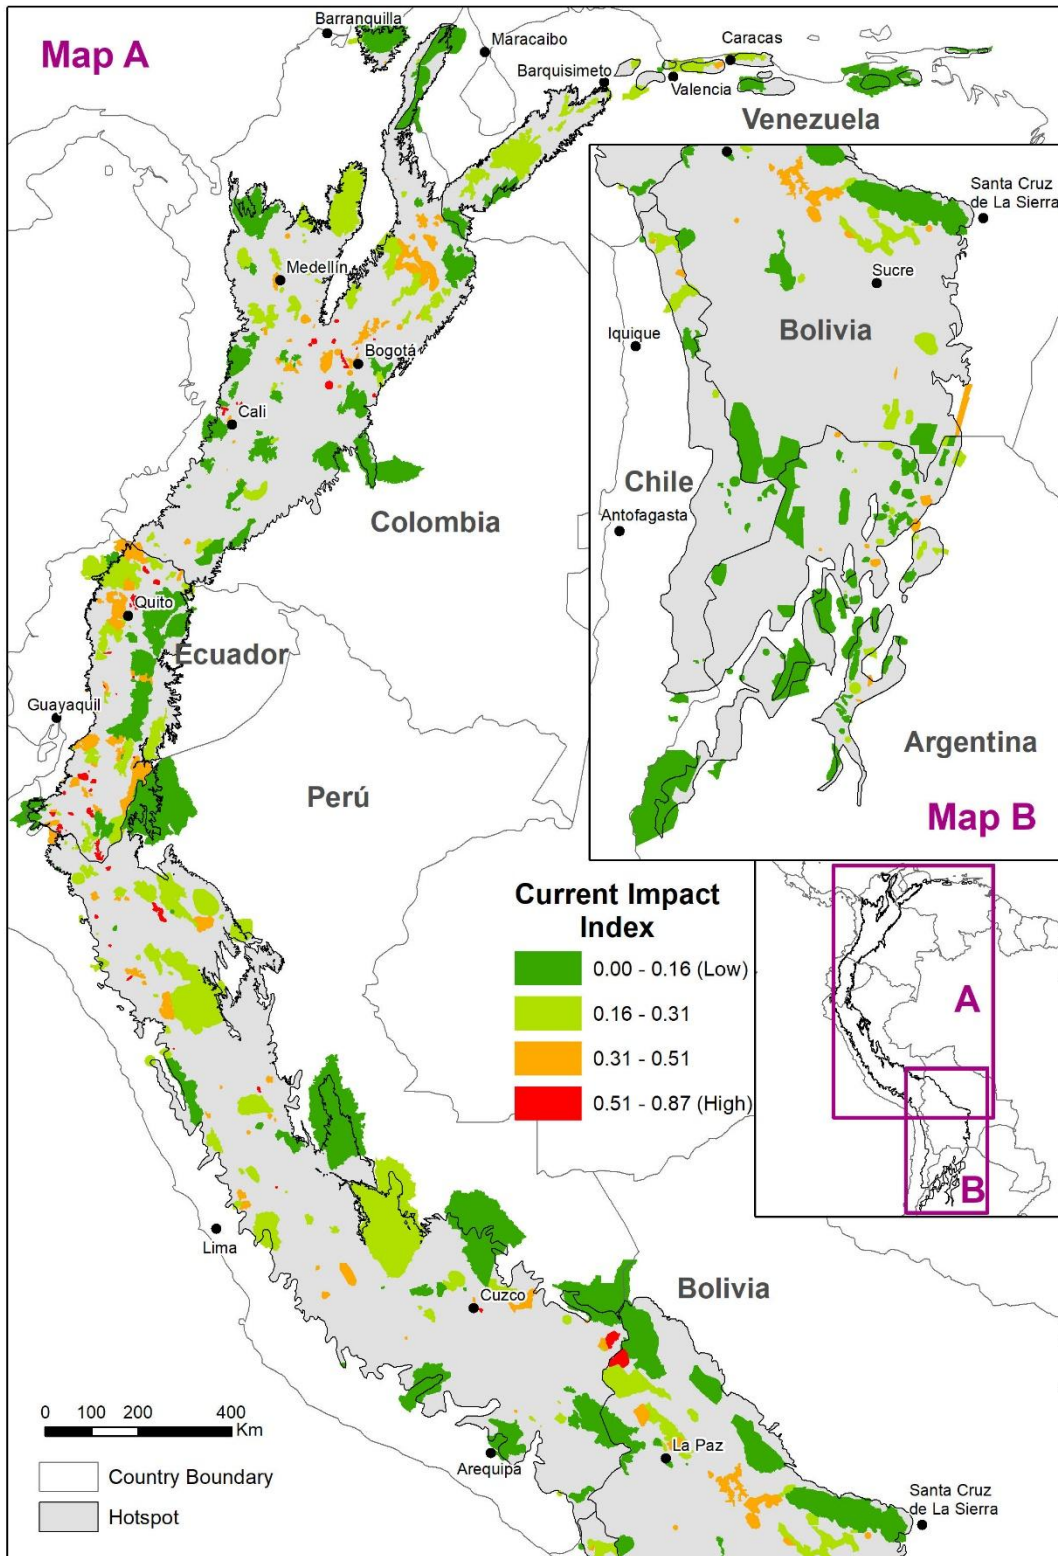 Map A
Barranquilla
Maracaibo
Caracas
Barquisimeto
Valencia
Venezuela
Medellín
Bogotá
Cali
Colombia
Quito
Ecuador
Guayaquil
Perú
Santa Cruz
de La Sierra
Sucre
Bolivia
Iquique
Chile
Antofagasta
Argentina
Map B
Current Impact
Index
0.00 - 0.16 (Low)
0.16 - 0.31
0.31 - 0.51
0.51 - 0.87 (High)
A
B
Lima
Cuzco
Bolivia
0 100 200 400
Km
Arequipa
La Paz
Country Boundary
Hotspot
Santa Cruz
de La Sierra